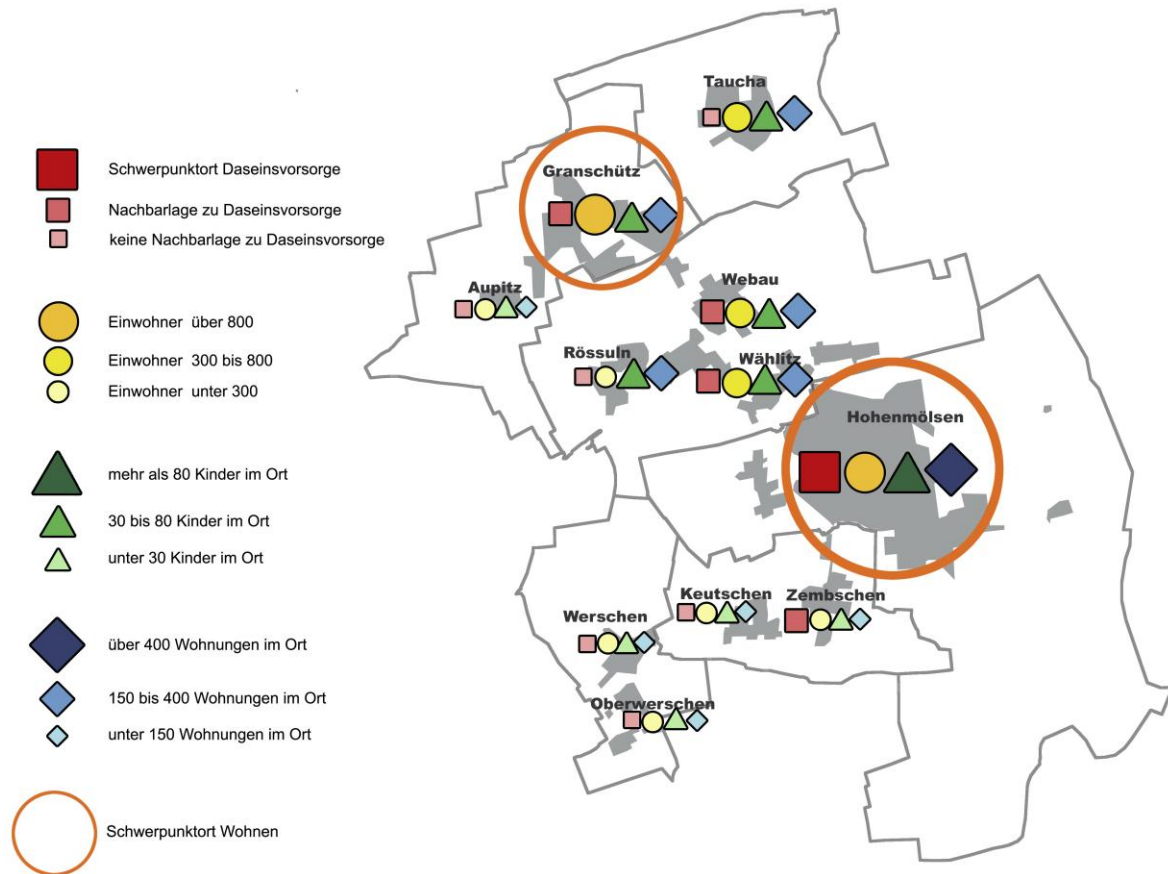 Schwerpunktort Daseinsvorsorge
Nachbarlage zu Daseinsvorsorge
keine Nachbarlage zu Daseinsvorsorge
Einwohner über 800
Einwohner 300 bis 800
Einwohner unter 300
mehr als 80 Kinder im Ort
30 bis 80 Kinder im Ort
unter 30 Kinder im Ort
über 400 Wohnungen im Ort
150 bis 400 Wohnungen im Ort
unter 150 Wohnungen im Ort
Schwerpunktort Wohnen
Taucha
Granschütz
Aupitz
Webau
Rössuln
Wählitz
Hohenmölsen
Keutschen
Zembschen
Werschen
Oberwerschen